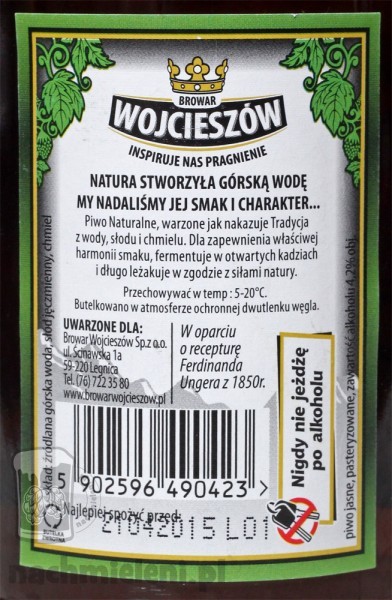 BROWAR
WOJCIESZÓW
INSPIRUJE NAS PRAGNIENIE
NATURA STWORZYŁA GÓRSKĄ WODĘ
MY NADALIŚMY JEJ SMAK I CHARAKTER...
Piwo Naturalne, warzone jak nakazuje Tradycja
z wody, słodu i chmielu. Dla zapewnienia właściwej
harmonii smaku, fermentuje w otwartych kadziach
i długo leżakuje w zgodzie z siłami natury.
Przechowywać w temp : 5-20°C.
Butelkowano w atmosferze ochronnej dwutlenku węgla.
UWARZONE DLA:
Browar Wojcieszów Sp.z o.o.
ul. Ścinawska 1a
59-220 Legnica
Tel. (76) 722 35 80
www.browarwojcieszow.pl
W oparciu
o recepturę
Ferdinanda
Ungera z 1850r.
Nigdy nie jeżdżę
po alkoholu
5 902596 490423 >
Najlepiej spożyć przed:
21042015 L01
BUTELKA
ZWROTNA
Skład: źródlana górska woda, słód jęczmienny, chmiel
piwo jasne, pasteryzowane, zawartość alkoholu 4,2% obj.
nachmieleni.pl